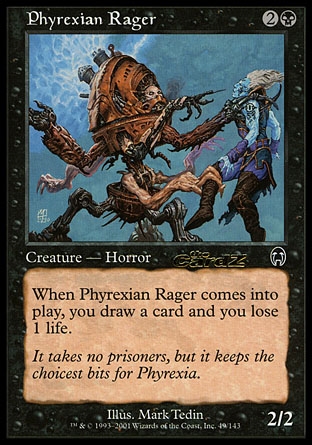 Phyrexian Rager 2
Creature — Horror
When Phyrexian Rager comes into
play, you draw a card and you lose
1 life.
It takes no prisoners, but it keeps the
choicest bits for Phyrexia.
2/2
Illus. Mark Tedin
™ & © 1993–2001 Wizards of the Coast, Inc. 49/143